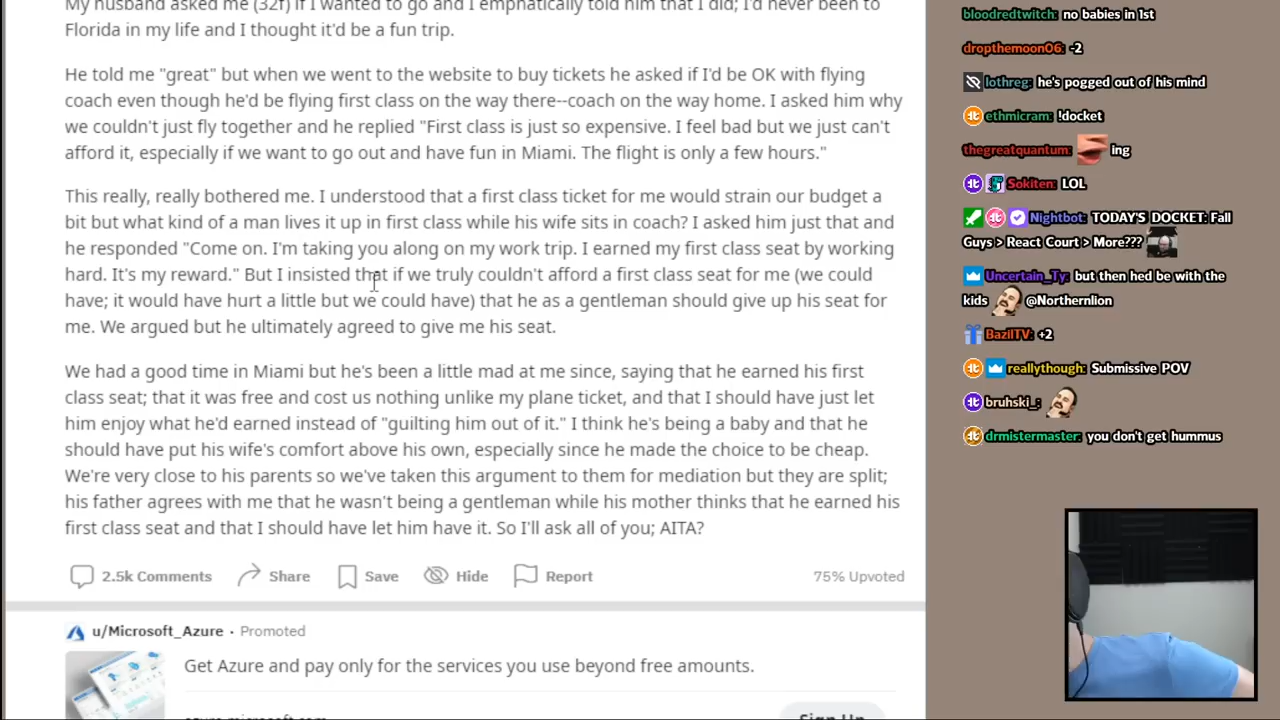 My husband asked me (32f) if I wanted to go and I emphatically told him that I did; I'd never been to
Florida in my life and I thought it'd be a fun trip.
He told me "great" but when we went to the website to buy tickets he asked if I'd be OK with flying
coach even though he'd be flying first class on the way there--coach on the way home. I asked him why
we couldn't just fly together and he replied "First class is just so expensive. I feel bad but we just can't
afford it, especially if we want to go out and have fun in Miami. The flight is only a few hours."
This really, really bothered me. I understood that a first class ticket for me would strain our budget a
bit but what kind of a man lives it up in first class while his wife sits in coach? I asked him just that and
he responded "Come on. I'm taking you along on my work trip. I earned my first class seat by working
hard. It's my reward." But I insisted that if we truly couldn't afford a first class seat for me (we could
have; it would have hurt a little but we could have) that he as a gentleman should give up his seat for
me. We argued but he ultimately agreed to give me his seat.
We had a good time in Miami but he's been a little mad at me since, saying that he earned his first
class seat; that it was free and cost us nothing unlike my plane ticket, and that I should have just let
him enjoy what he'd earned instead of "guilting him out of it." I think he's being a baby and that he
should have put his wife's comfort above his own, especially since he made the choice to be cheap.
We're very close to his parents so we've taken this argument to them for mediation but they are split;
his father agrees with me that he wasn't being a gentleman while his mother thinks that he earned his
first class seat and that I should have let him have it. So I'll ask all of you; AITA?
2.5k Comments Share Save Hide Report 75% Upvoted
u/Microsoft_Azure • Promoted
Get Azure and pay only for the services you use beyond free amounts.
azure.microsoft.com
Sign Up
bloodredtwitch: no babies in 1st
dropthemoon06: -2
lothreg: he's pogged out of his mind
ethmicram: !docket
thegreatquantum: ing
Sokiten: LOL
Nightbot: TODAY'S DOCKET: Fall
Guys > React Court > More???
Uncertain_Ty: but then hed be with the
kids @Northernlion
BazilTV: +2
reallythough: Submissive POV
bruhski_:
drmistermaster: you don't get hummus